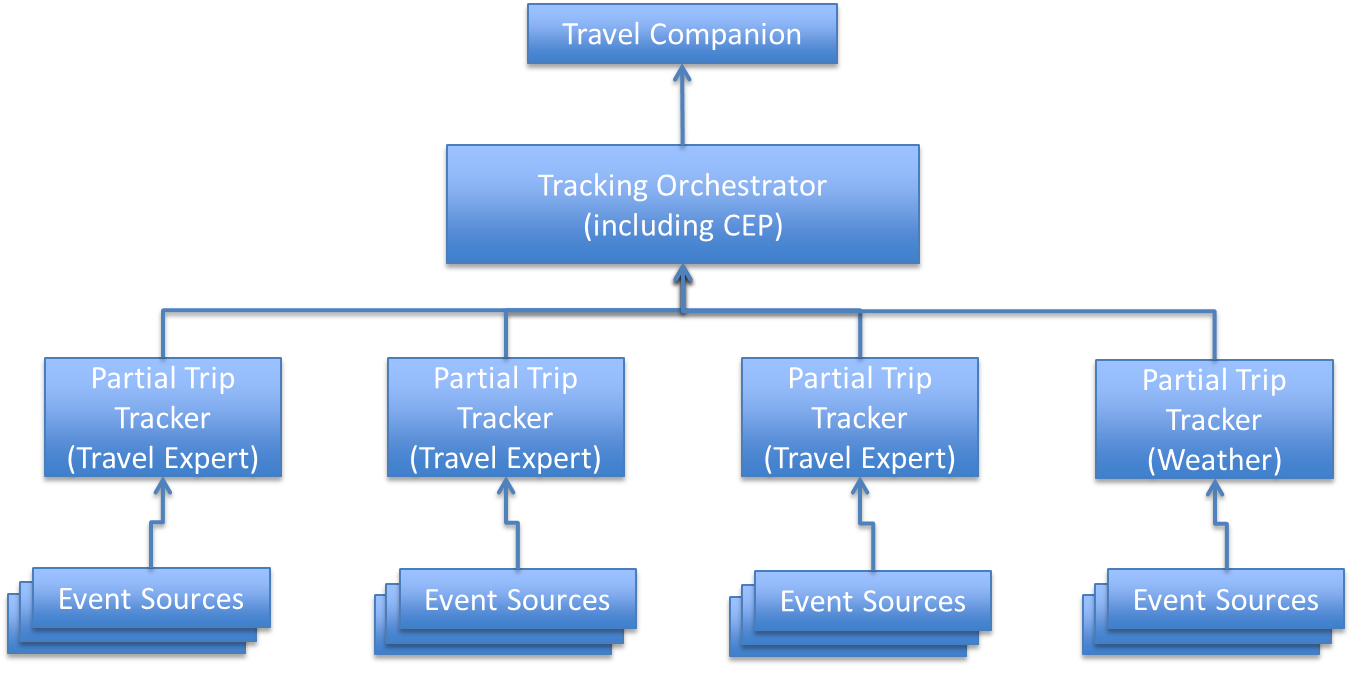 Travel Companion
Tracking Orchestrator
(including CEP)
Partial Trip
Tracker
(Travel Expert)
Partial Trip
Tracker
(Travel Expert)
Partial Trip
Tracker
(Travel Expert)
Partial Trip
Tracker
(Weather)
Event Sources
Event Sources
Event Sources
Event Sources